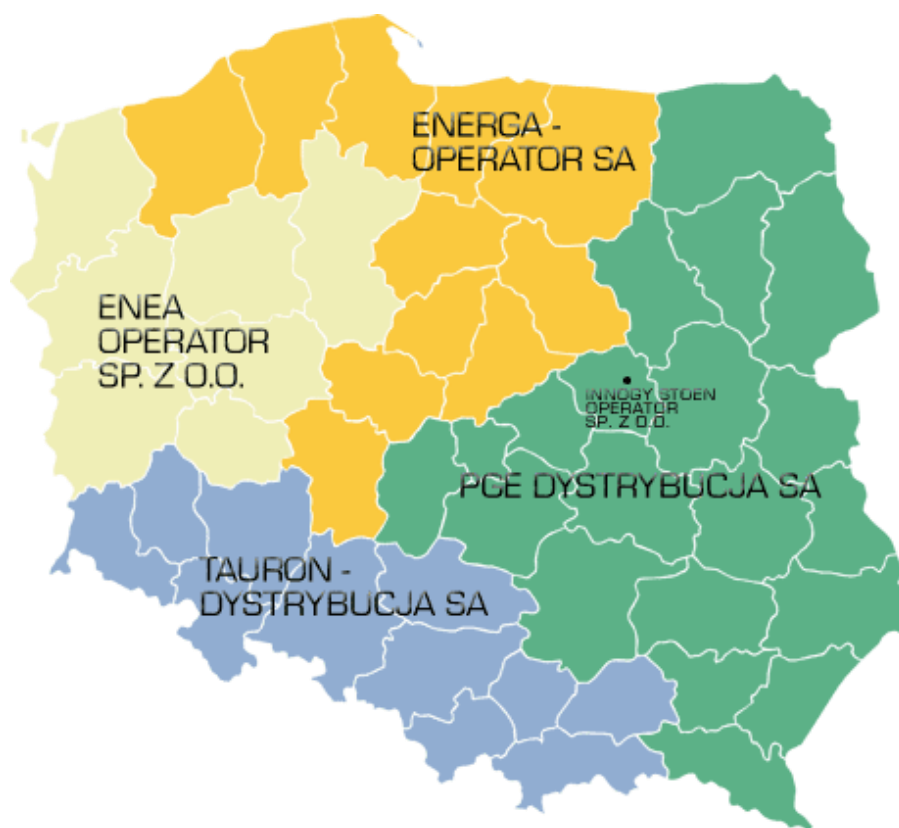 ENERGA -
OPERATOR SA
ENEA
OPERATOR
SP. Z O.O.
INNOGY STOEN
OPERATOR
SP. Z O.O.
PGE DYSTRYBUCJA SA
TAURON -
DYSTRYBUCJA SA